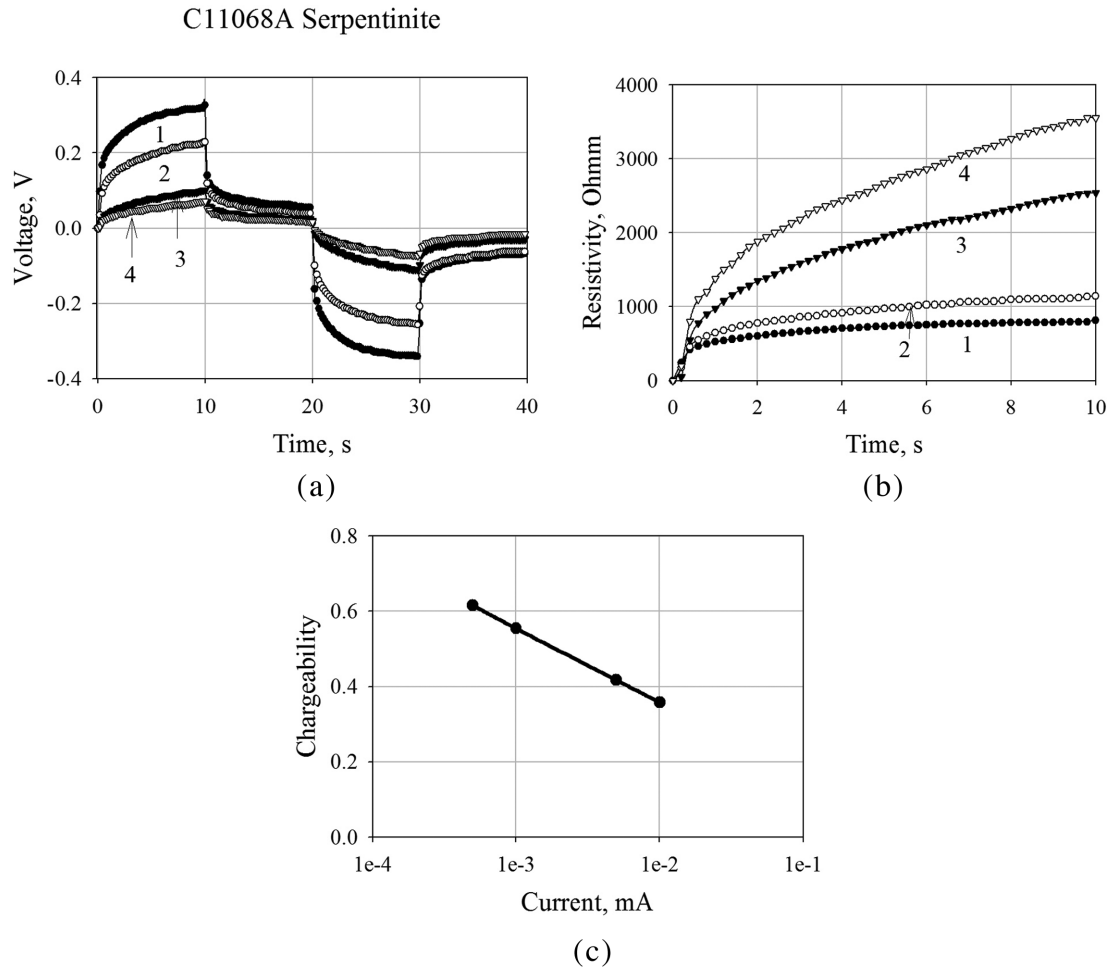 C11068A Serpentinite
0.4
0.2
0.0
-0.2
-0.4
Voltage, V
1
2
3
4
0
10
20
30
40
Time, s
(a)
4000
3000
2000
1000
0
Resistivity, Ohmm
4
3
2
1
0
2
4
6
8
10
Time, s
(b)
0.8
0.6
0.4
0.2
0.0
Chargeability
1e-4
1e-3
1e-2
1e-1
Current, mA
(c)